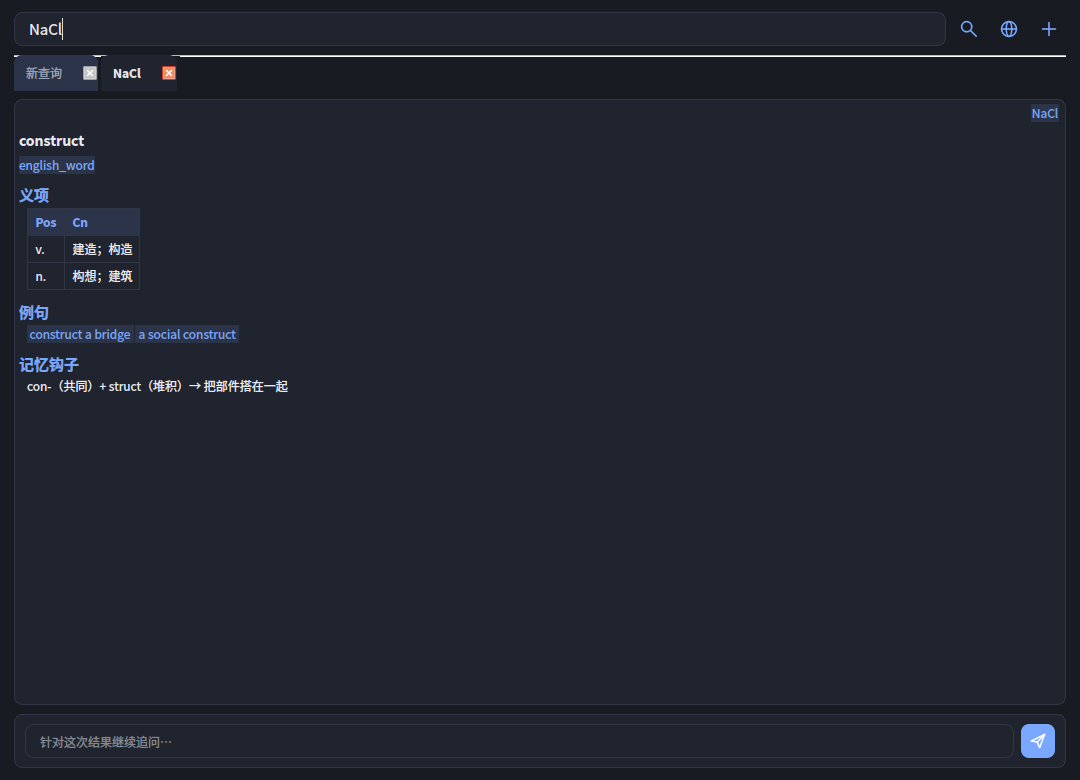 NaCl
新查询 NaCl
NaCl
construct
english_word
义项
Pos Cn
v. 建造；构造
n. 构想；建筑
例句
construct a bridge a social construct
记忆钩子
con-（共同）+ struct（堆积）→ 把部件搭在一起
针对这次结果继续追问…